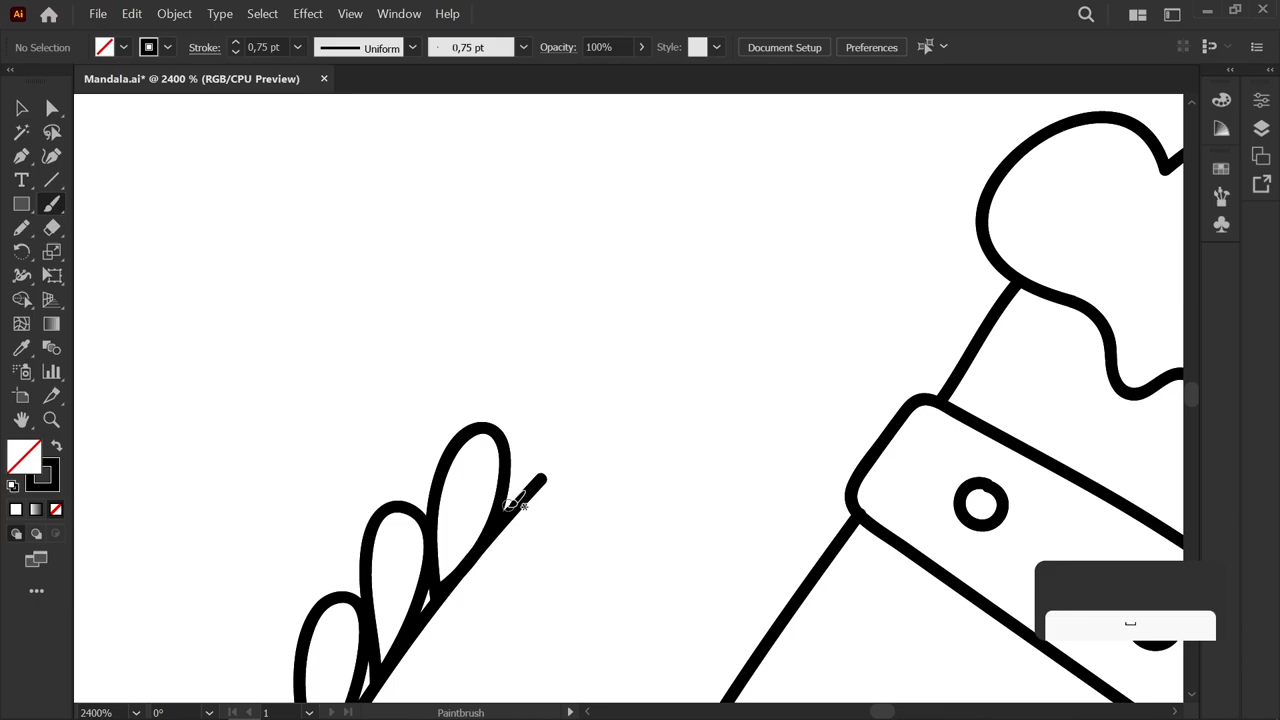 Ai File Edit Object Type Select Effect View Window Help
No Selection Stroke: 0,75 pt Uniform 0,75 pt Opacity: 100% Style: Document Setup Preferences
Mandala.ai* @ 2400 % (RGB/CPU Preview)
2400% 0° 1 Paintbrush